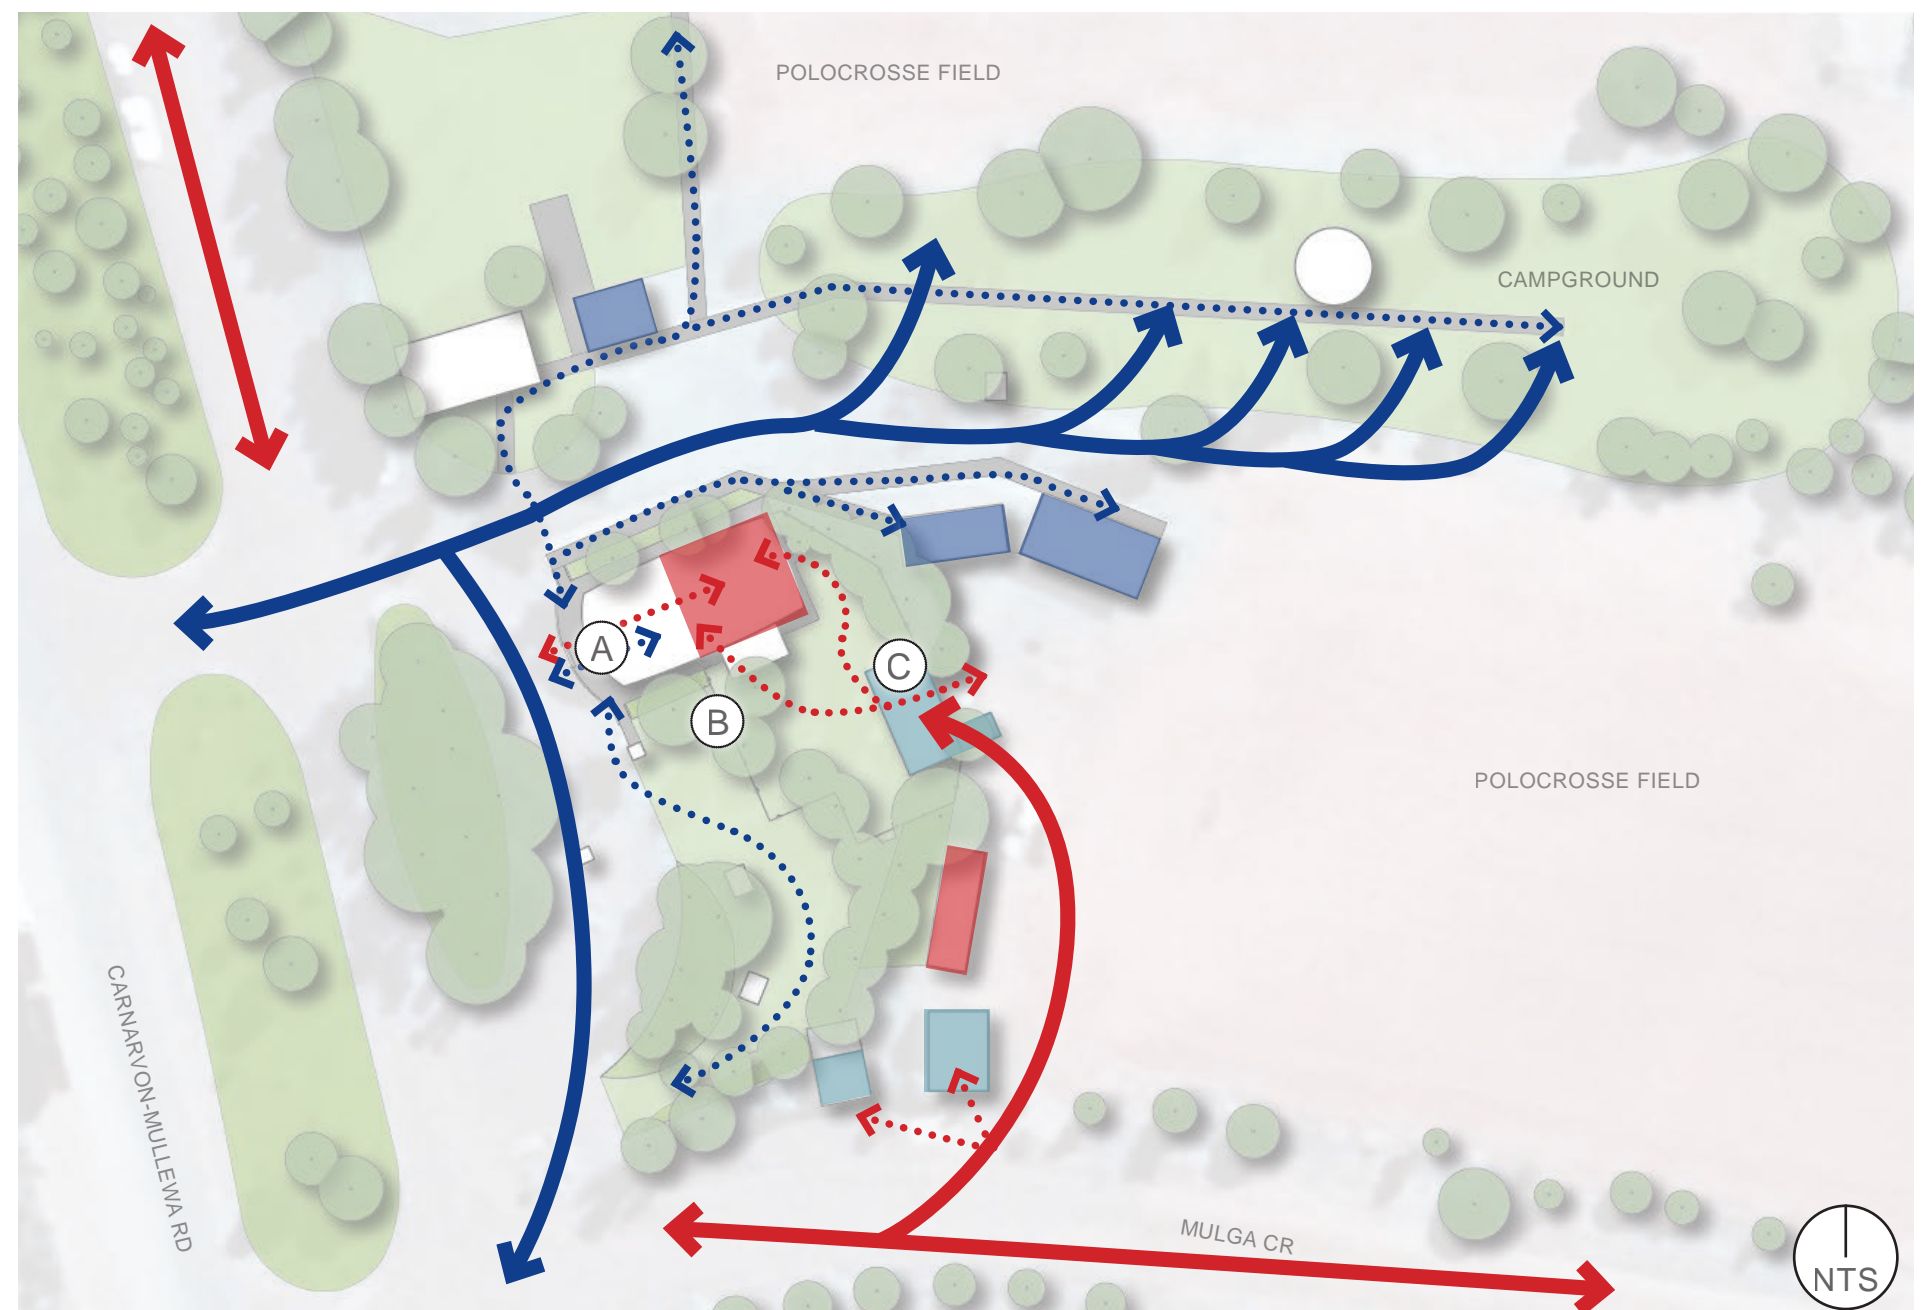 POLOCROSSE FIELD
CAMPGROUND
A
C
B
POLOCROSSE FIELD
CARNARVON-MULLEWA RD
MULGA CR
NTS